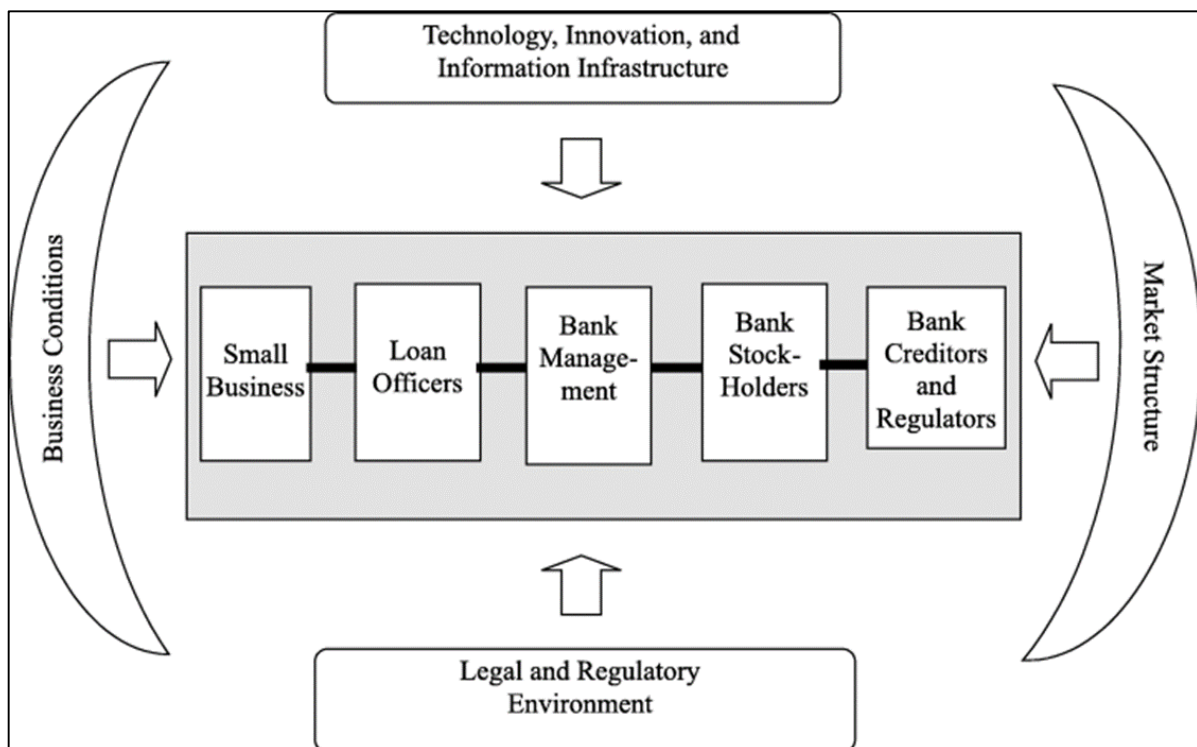 Technology, Innovation, and
Information Infrastructure
Business Conditions
Small
Business
Loan
Officers
Bank
Manage-
ment
Bank
Stock-
Holders
Bank
Creditors
and
Regulators
Market Structure
Legal and Regulatory
Environment